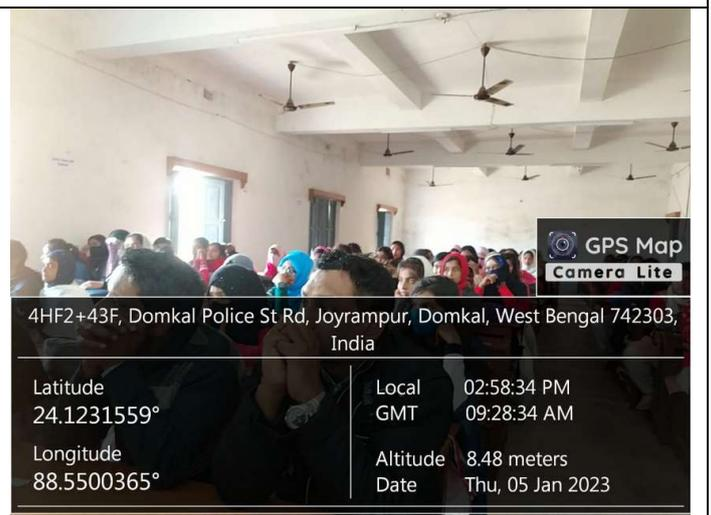 GPS Map
Camera Lite
4HF2+43F, Domkal Police St Rd, Joyrampur, Domkal, West Bengal 742303,
India
Latitude
24.1231559°
Longitude
88.5500365°
Local 02:58:34 PM
GMT 09:28:34 AM
Altitude 8.48 meters
Date Thu, 05 Jan 2023